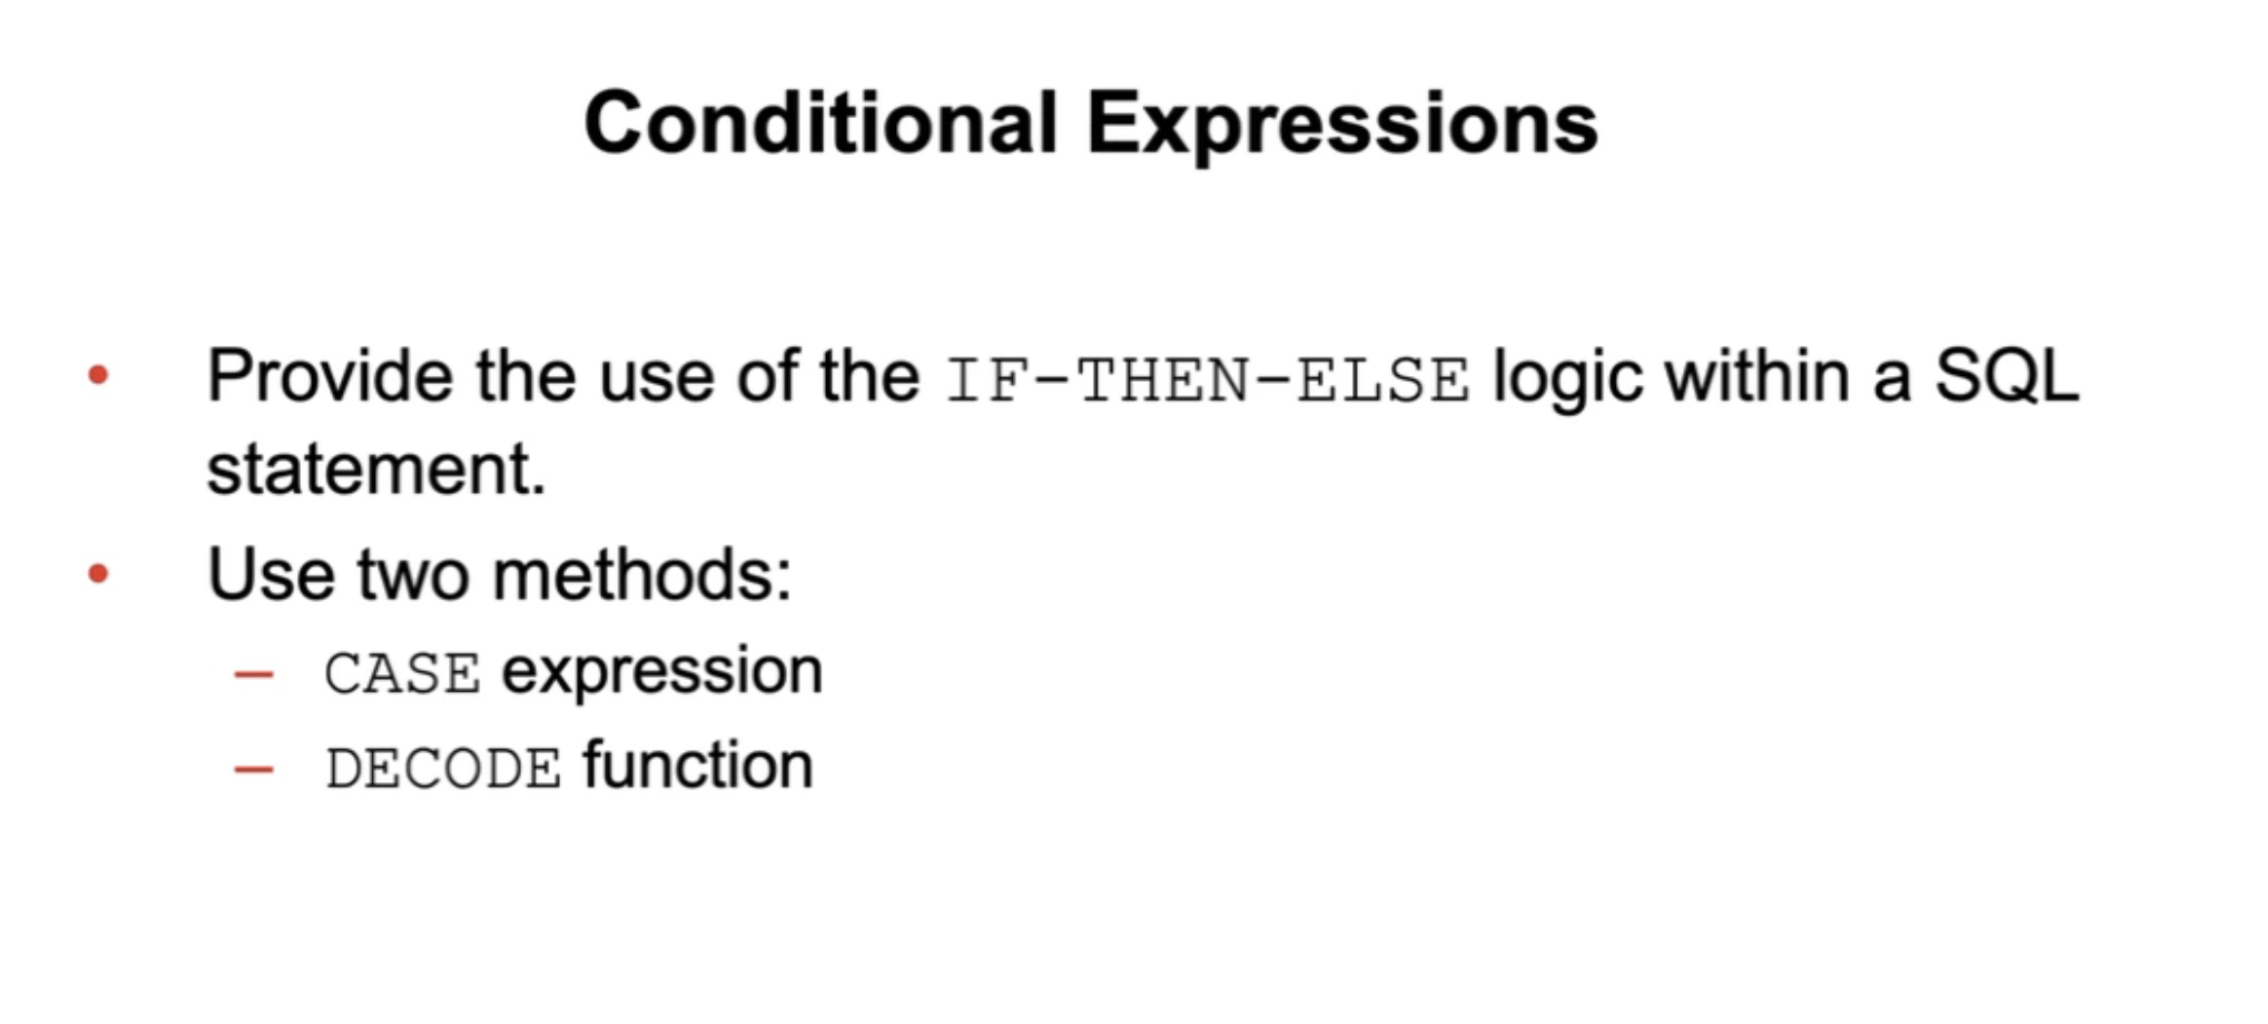 Conditional Expressions
• Provide the use of the IF-THEN-ELSE logic within a SQL
statement.
• Use two methods:
– CASE expression
– DECODE function